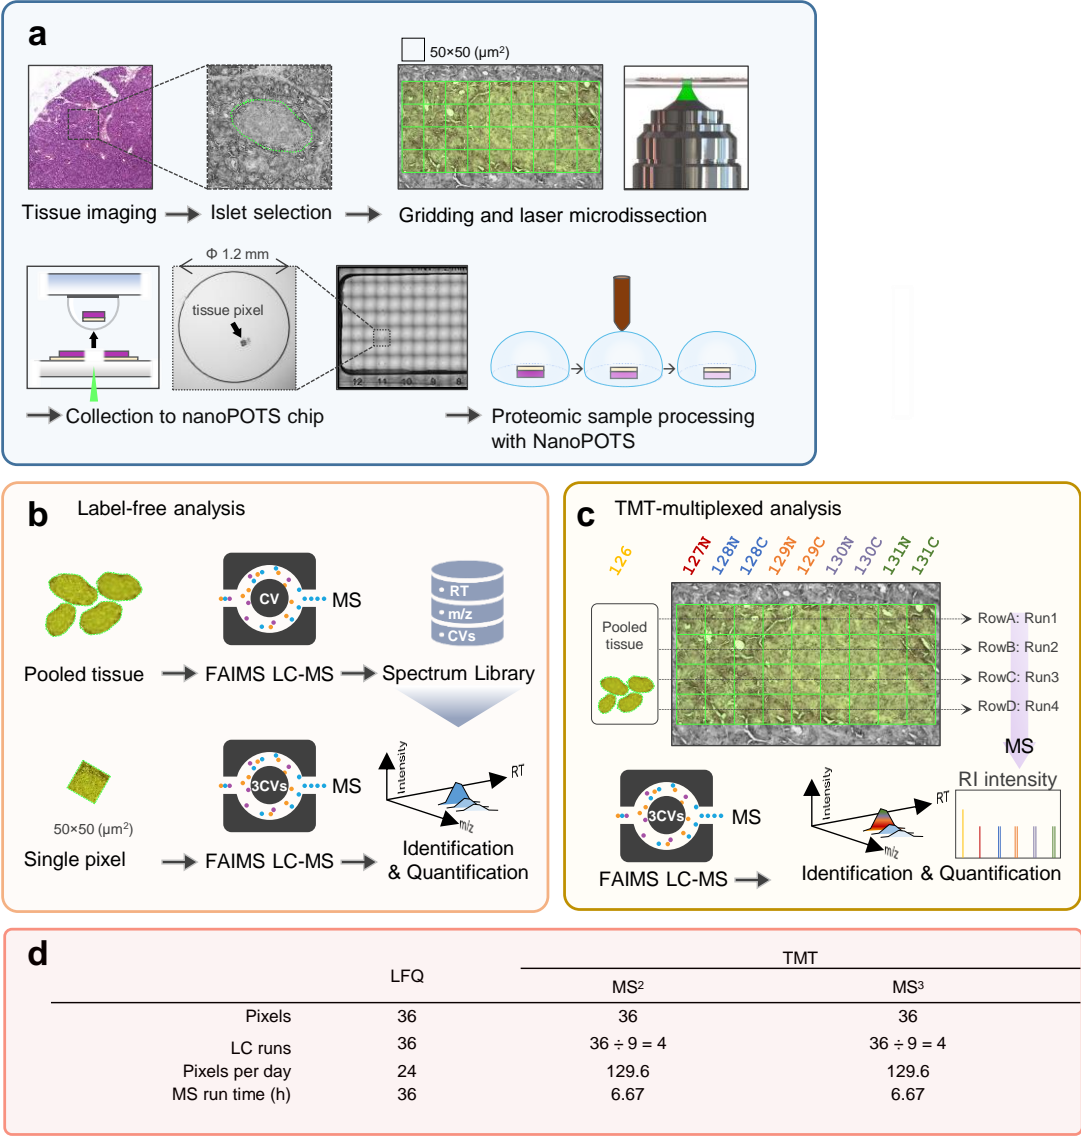 a
50×50 (µm²)
Tissue imaging
Islet selection
Gridding and laser microdissection
Φ 1.2 mm
tissue pixel
12 11 10 9 8
Collection to nanoPOTS chip
Proteomic sample processing
with NanoPOTS
b
Label-free analysis
CV
MS
RT
m/z
CVs
Pooled tissue
FAIMS LC-MS
Spectrum Library
3CVs
MS
Intensity
RT
m/z
50×50 (µm²)
Single pixel
FAIMS LC-MS
Identification
& Quantification
c
TMT-multiplexed analysis
126
127N
128N
128C
129N
129C
130N
130C
131N
131C
Pooled
tissue
RowA: Run1
RowB: Run2
RowC: Run3
RowD: Run4
MS
3CVs
MS
Intensity
RT
m/z
RI intensity
FAIMS LC-MS
Identification & Quantification
d
LFQ
TMT
MS²
MS³
Pixels 36 36 36
LC runs 36 36 ÷ 9 = 4 36 ÷ 9 = 4
Pixels per day 24 129.6 129.6
MS run time (h) 36 6.67 6.67